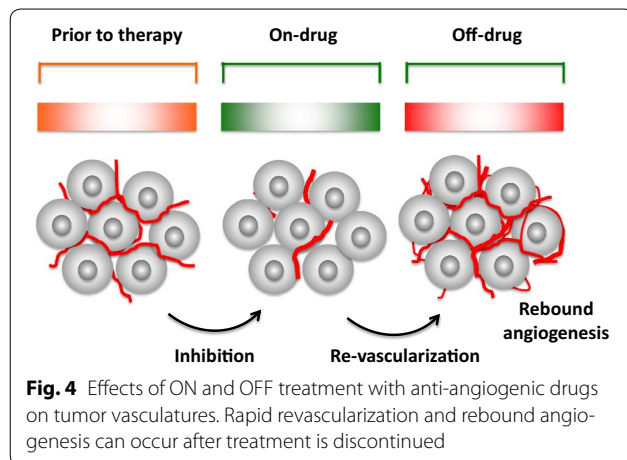 Prior to therapy
On-drug
Off-drug
Rebound
angiogenesis
Inhibition
Re-vascularization
Fig. 4 Effects of ON and OFF treatment with anti-angiogenic drugs
on tumor vasculatures. Rapid revascularization and rebound angio-
genesis can occur after treatment is discontinued